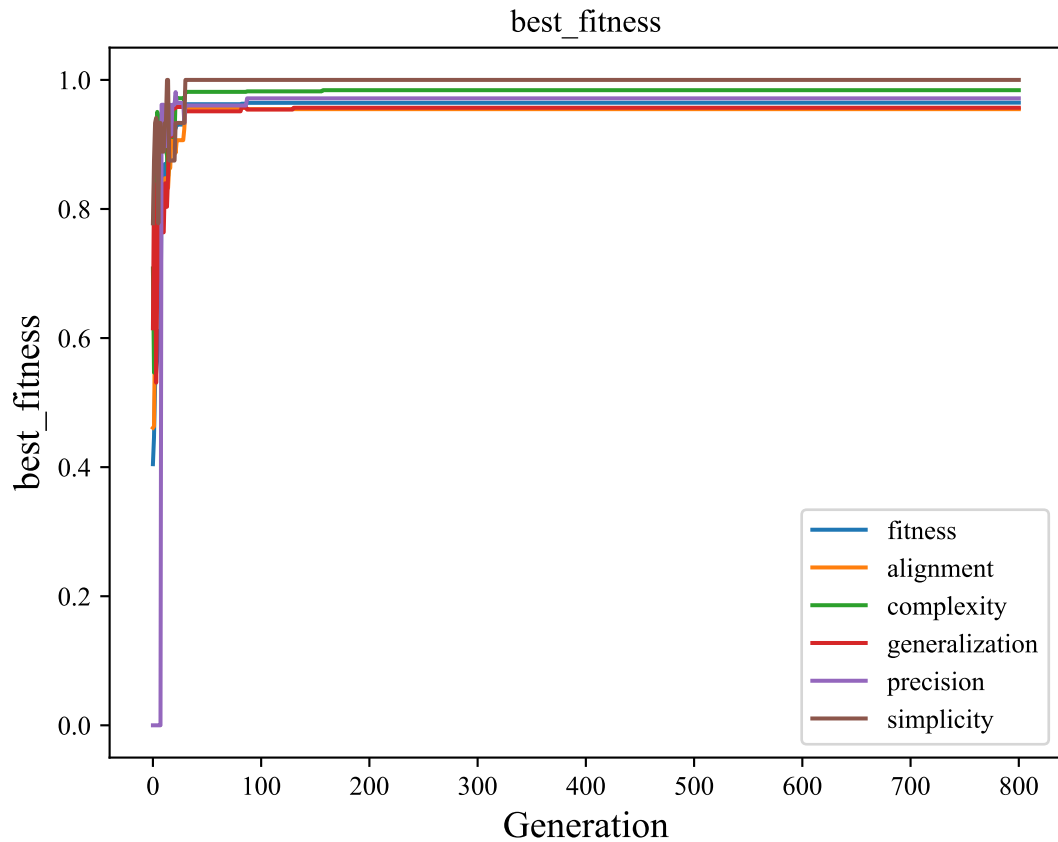 best_fitness
best_fitness
1.0
0.8
0.6
0.4
0.2
0.0
0 100 200 300 400 500 600 700 800
Generation
fitness
alignment
complexity
generalization
precision
simplicity